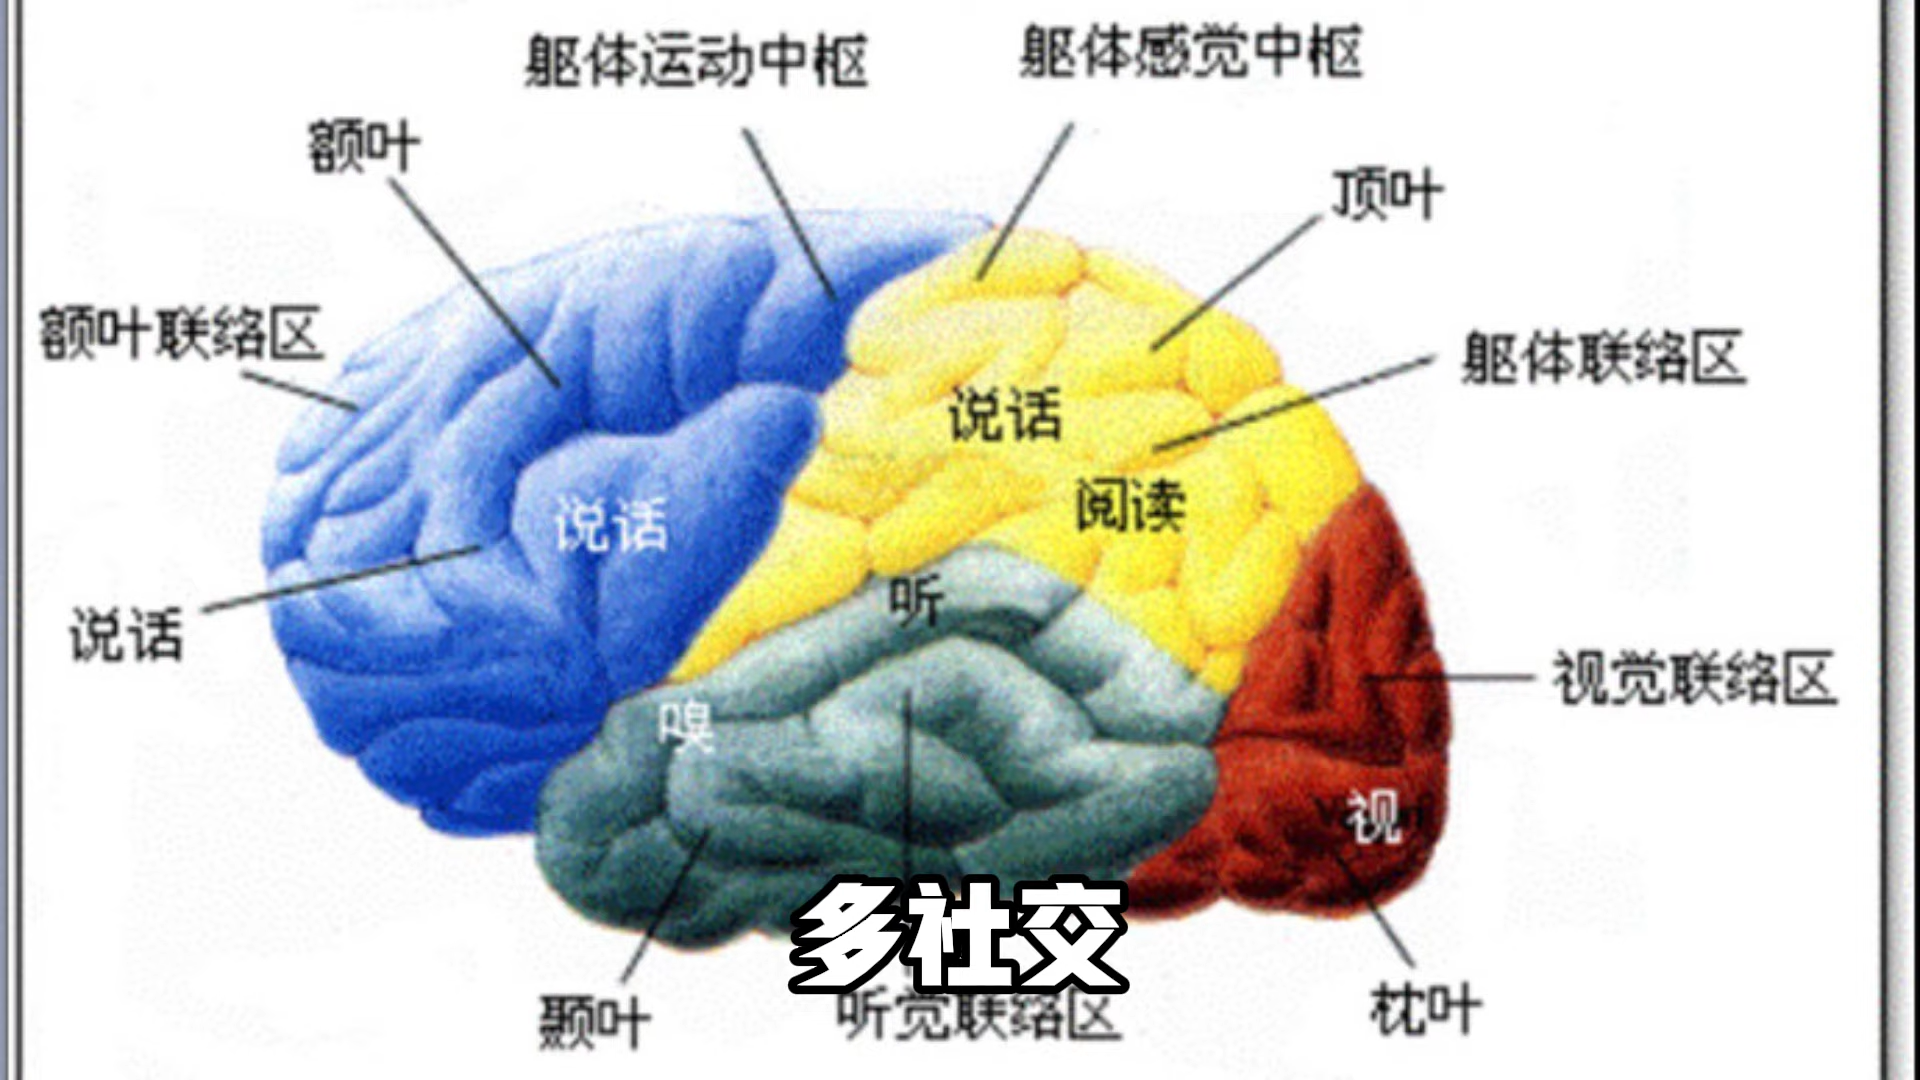 躯体运动中枢
躯体感觉中枢
额叶
顶叶
额叶联络区
躯体联络区
说话
阅读
说话
听
说话
视觉联络区
嗅
视
多社交
颞叶
听觉联络区
枕叶